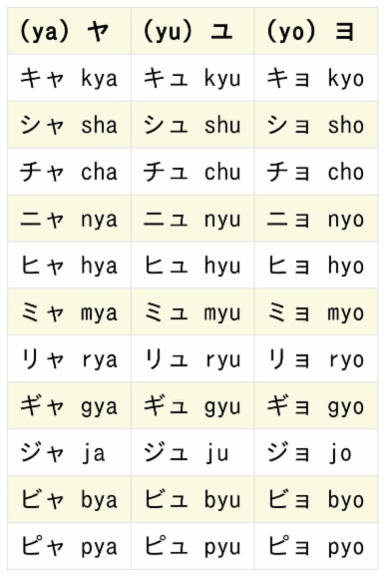 (ya) ヤ (yu) ユ (yo) ヨ
キャ kya キュ kyu キョ kyo
シャ sha シュ shu ショ sho
チャ cha チュ chu チョ cho
ニャ nya ニュ nyu ニョ nyo
ヒャ hya ヒュ hyu ヒョ hyo
ミャ mya ミュ myu ミョ myo
リャ rya リュ ryu リョ ryo
ギャ gya ギュ gyu ギョ gyo
ジャ ja ジュ ju ジョ jo
ビャ bya ビュ byu ビョ byo
ピャ pya ピュ pyu ピョ pyo